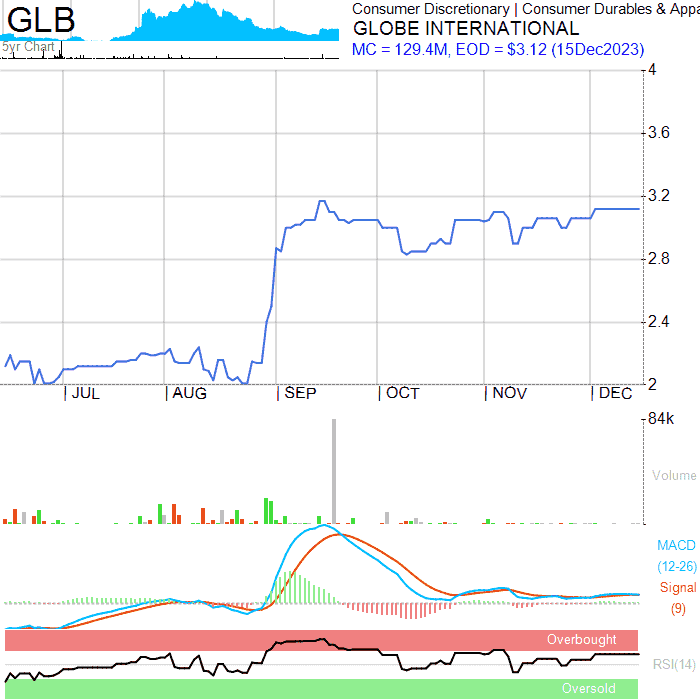 GLB
5yr Chart
Consumer Discretionary | Consumer Durables & Appa
GLOBE INTERNATIONAL
MC = 129.4M, EOD = $3.12 (15Dec2023)
4
3.6
3.2
2.8
2.4
2
JUL AUG SEP OCT NOV DEC
84k
Volume
MACD
(12-26)
Signal
(9)
Overbought
RSI(14)
Oversold